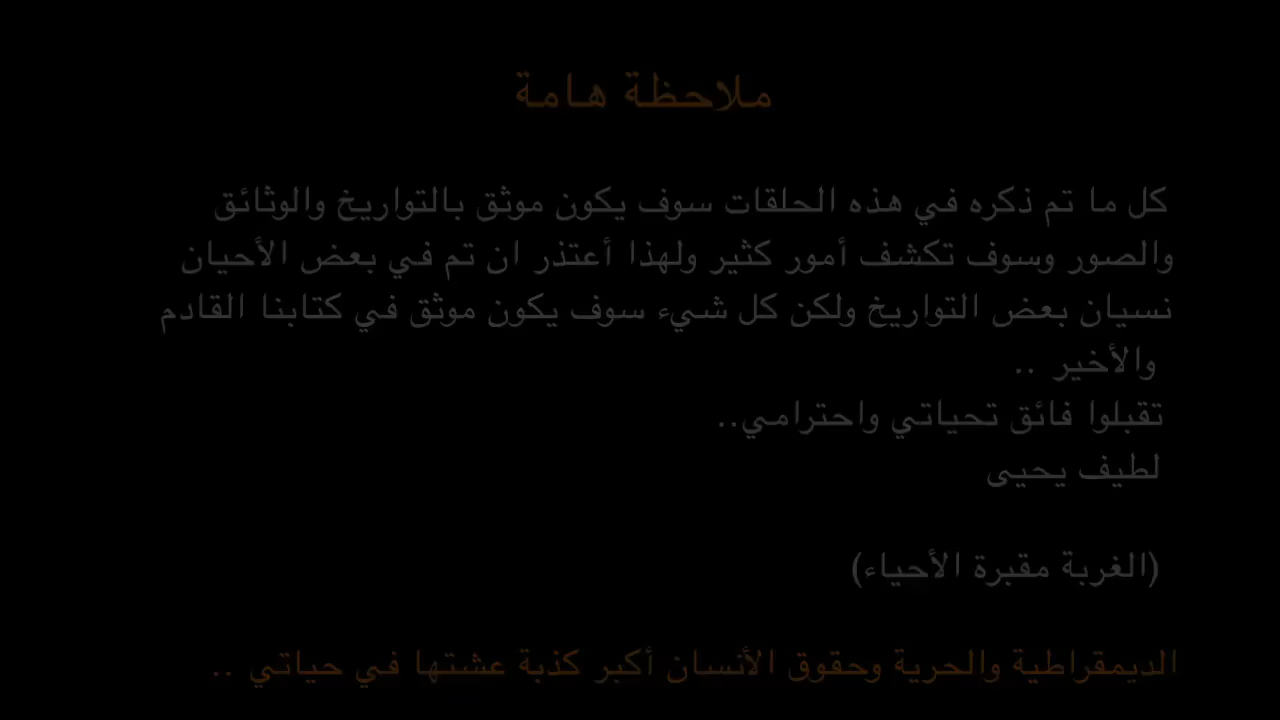 ملاحظة هامة
كل ما تم ذكره في هذه الحلقات سوف يكون موثق بالتواريخ والوثائق
والصور وسوف تكشف أمور كثير ولهذا أعتذر ان تم في بعض الأحيان
نسيان بعض التواريخ ولكن كل شيء سوف يكون موثق في كتابنا القادم
والأخير ..
تقبلوا فائق تحياتي واحترامي..
لطيف يحيى
(الغربة مقبرة الأحياء)
الديمقراطية والحرية وحقوق الأنسان أكبر كذبة عشتها في حياتي ..